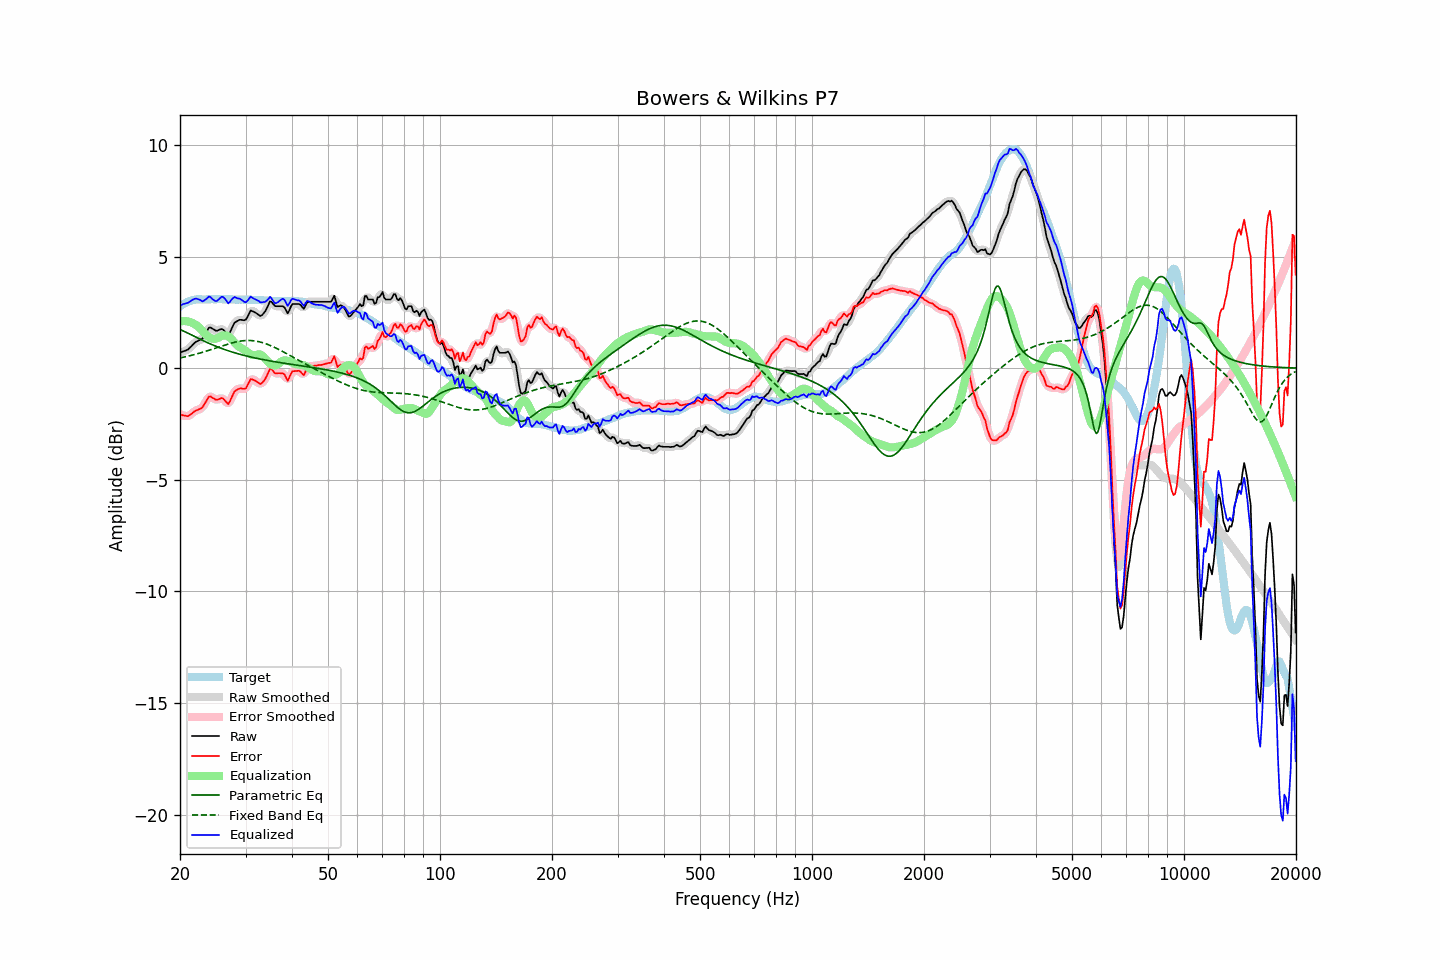 Bowers & Wilkins P7
Amplitude (dBr)
10
5
0
−5
−10
−15
−20
Target
Raw Smoothed
Error Smoothed
Raw
Error
Equalization
Parametric Eq
Fixed Band Eq
Equalized
20 50 100 200 500 1000 2000 5000 10000 20000
Frequency (Hz)